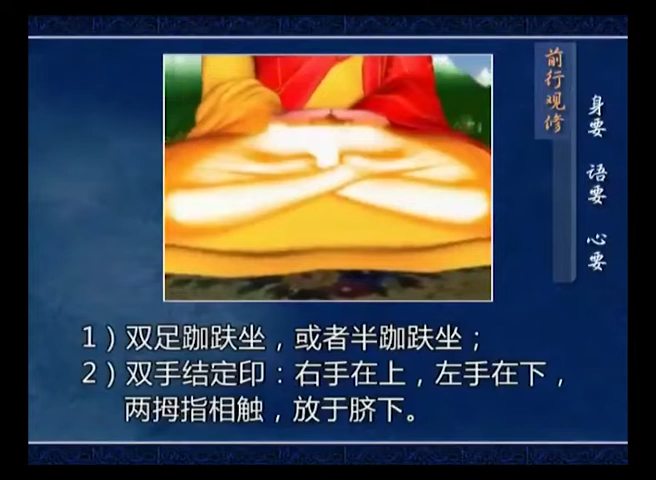 前行观修
身要 语要 心要
1）双足跏趺坐，或者半跏趺坐；
2）双手结定印：右手在上，左手在下，
两拇指相触，放于脐下。